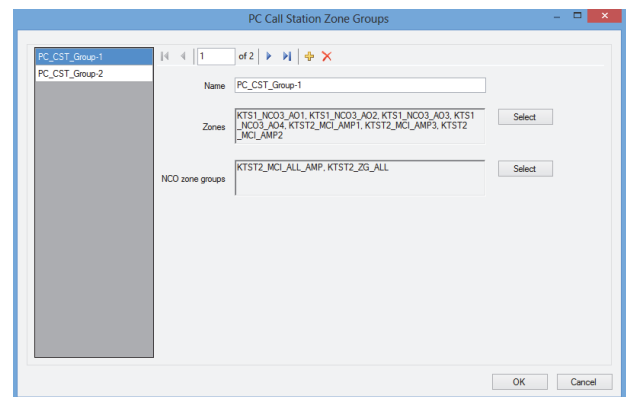 PC Call Station Zone Groups
PC_CST_Group-1
PC_CST_Group-2
1 of 2
Name PC_CST_Group-1
Zones
KTS1_NCO3_AO1, KTS1_NCO3_AO2, KTS1_NCO3_AO3, KTS1
_NCO3_AO4, KTST2_MCI_AMP1, KTST2_MCI_AMP3, KTST2
_MCI_AMP2
Select
NCO zone groups
KTST2_MCI_ALL_AMP, KTST2_ZG_ALL
Select
OK Cancel